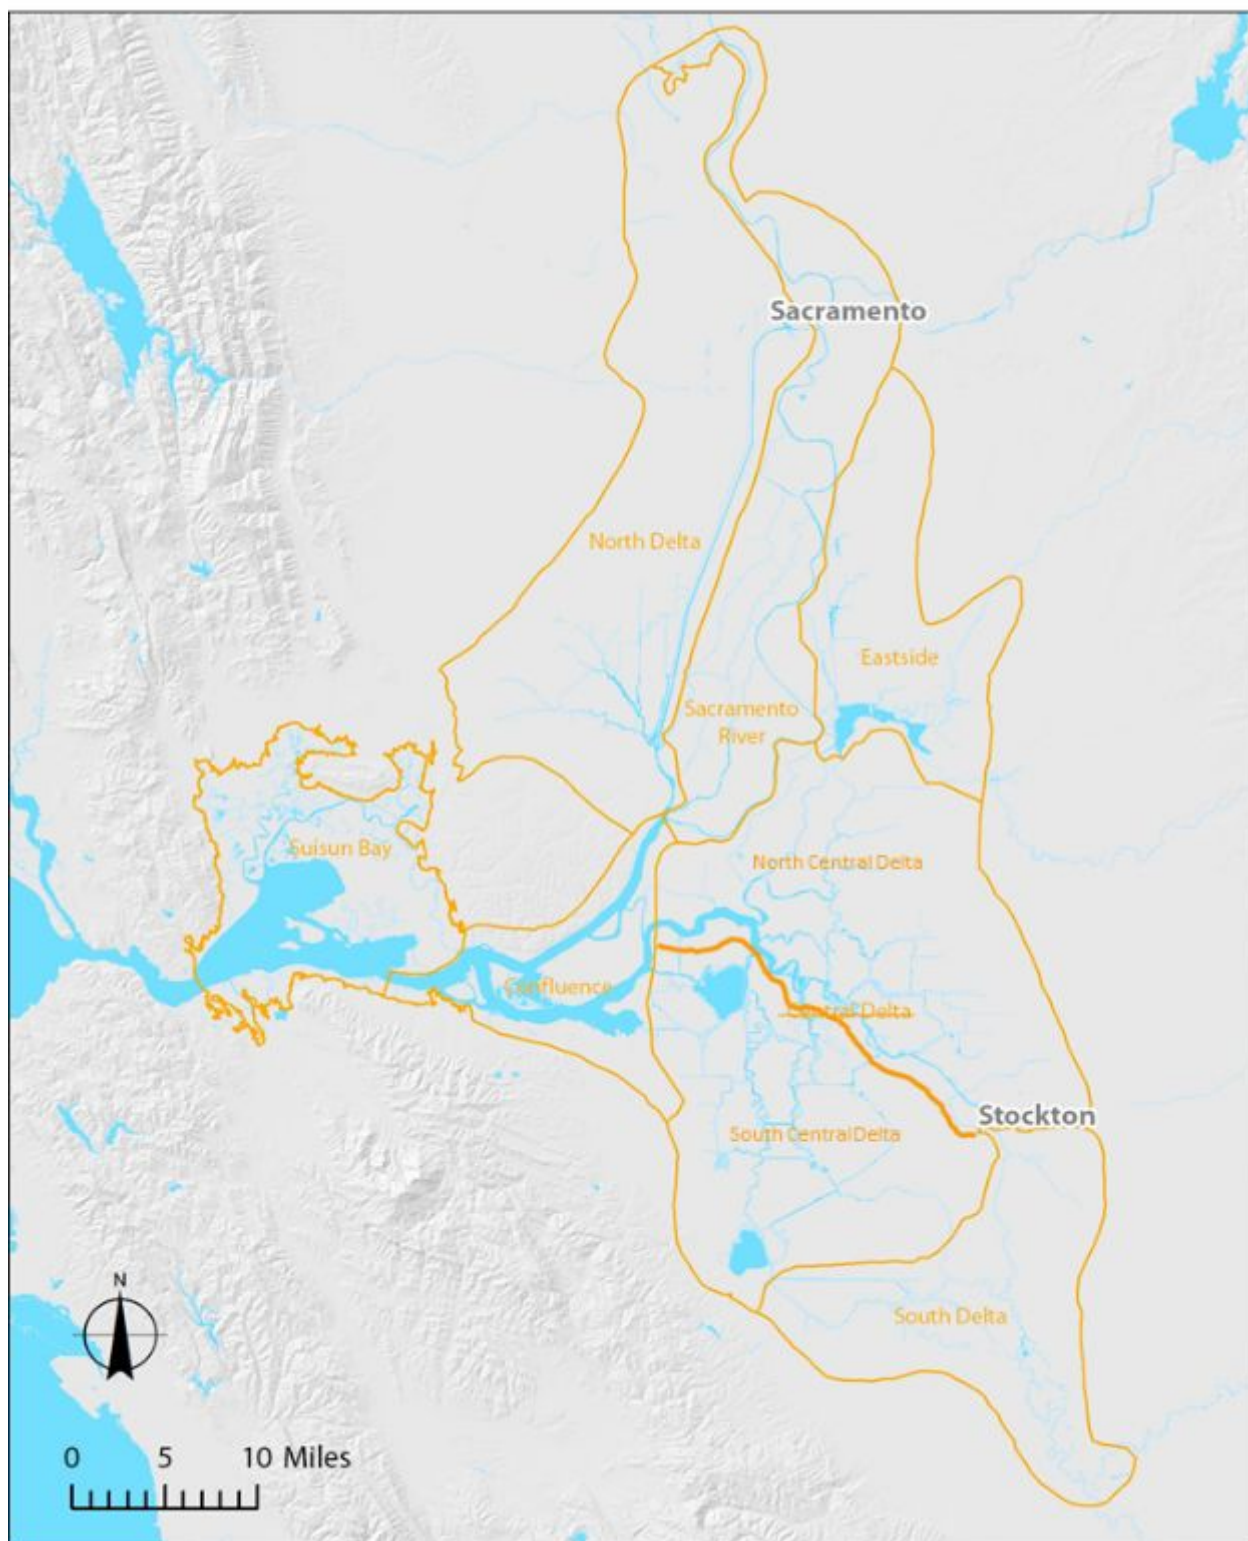 Sacramento
North Delta
Eastside
Sacramento
River
Suisun Bay
North Central Delta
Confluence
Central Delta
Stockton
South Central Delta
South Delta
N
0 5 10 Miles